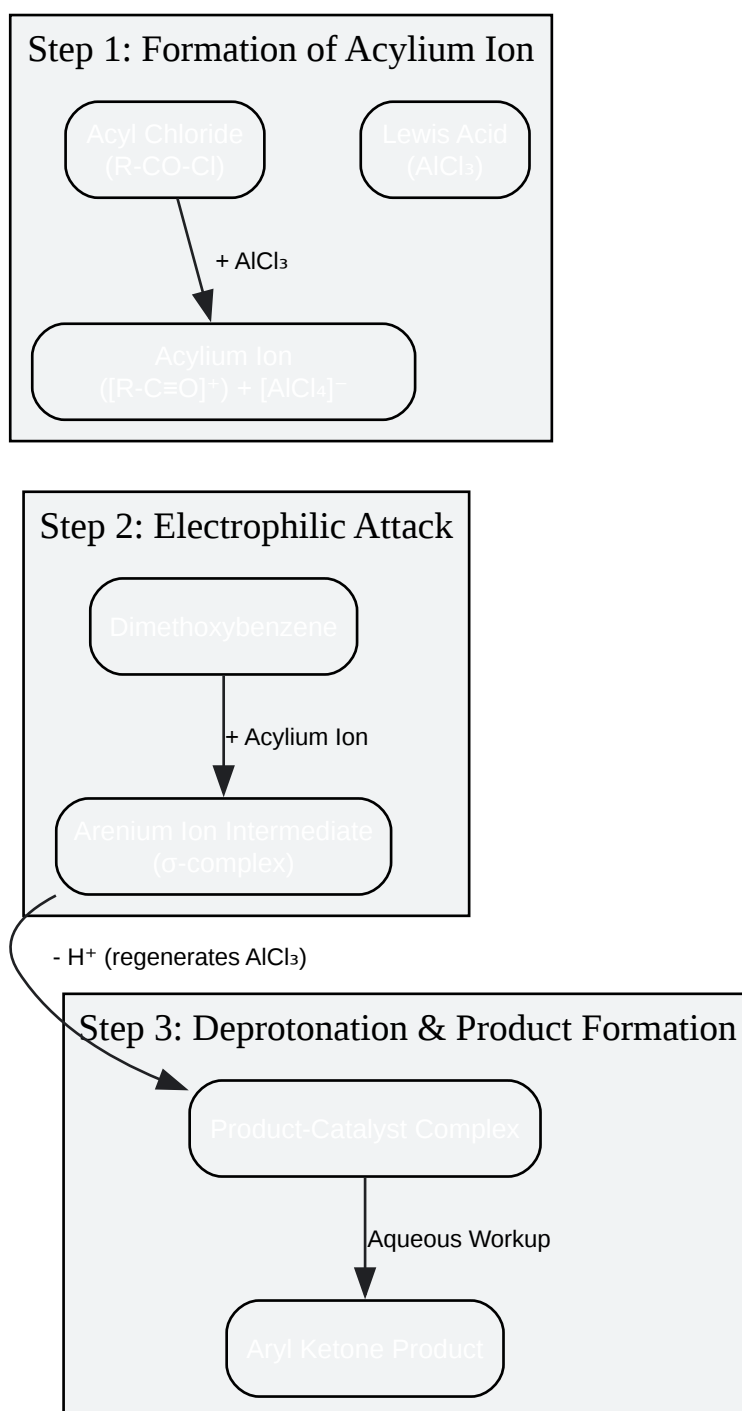 Step 1: Formation of Acylium Ion
Acyl Chloride
(R-CO-Cl)
Lewis Acid
(AlCl₃)
+ AlCl₃
Acylium Ion
([R-C≡O]⁺) + [AlCl₄]⁻
Step 2: Electrophilic Attack
Dimethoxybenzene
+ Acylium Ion
Arenium Ion Intermediate
(σ-complex)
- H⁺ (regenerates AlCl₃)
Step 3: Deprotonation & Product Formation
Product-Catalyst Complex
Aqueous Workup
Aryl Ketone Product